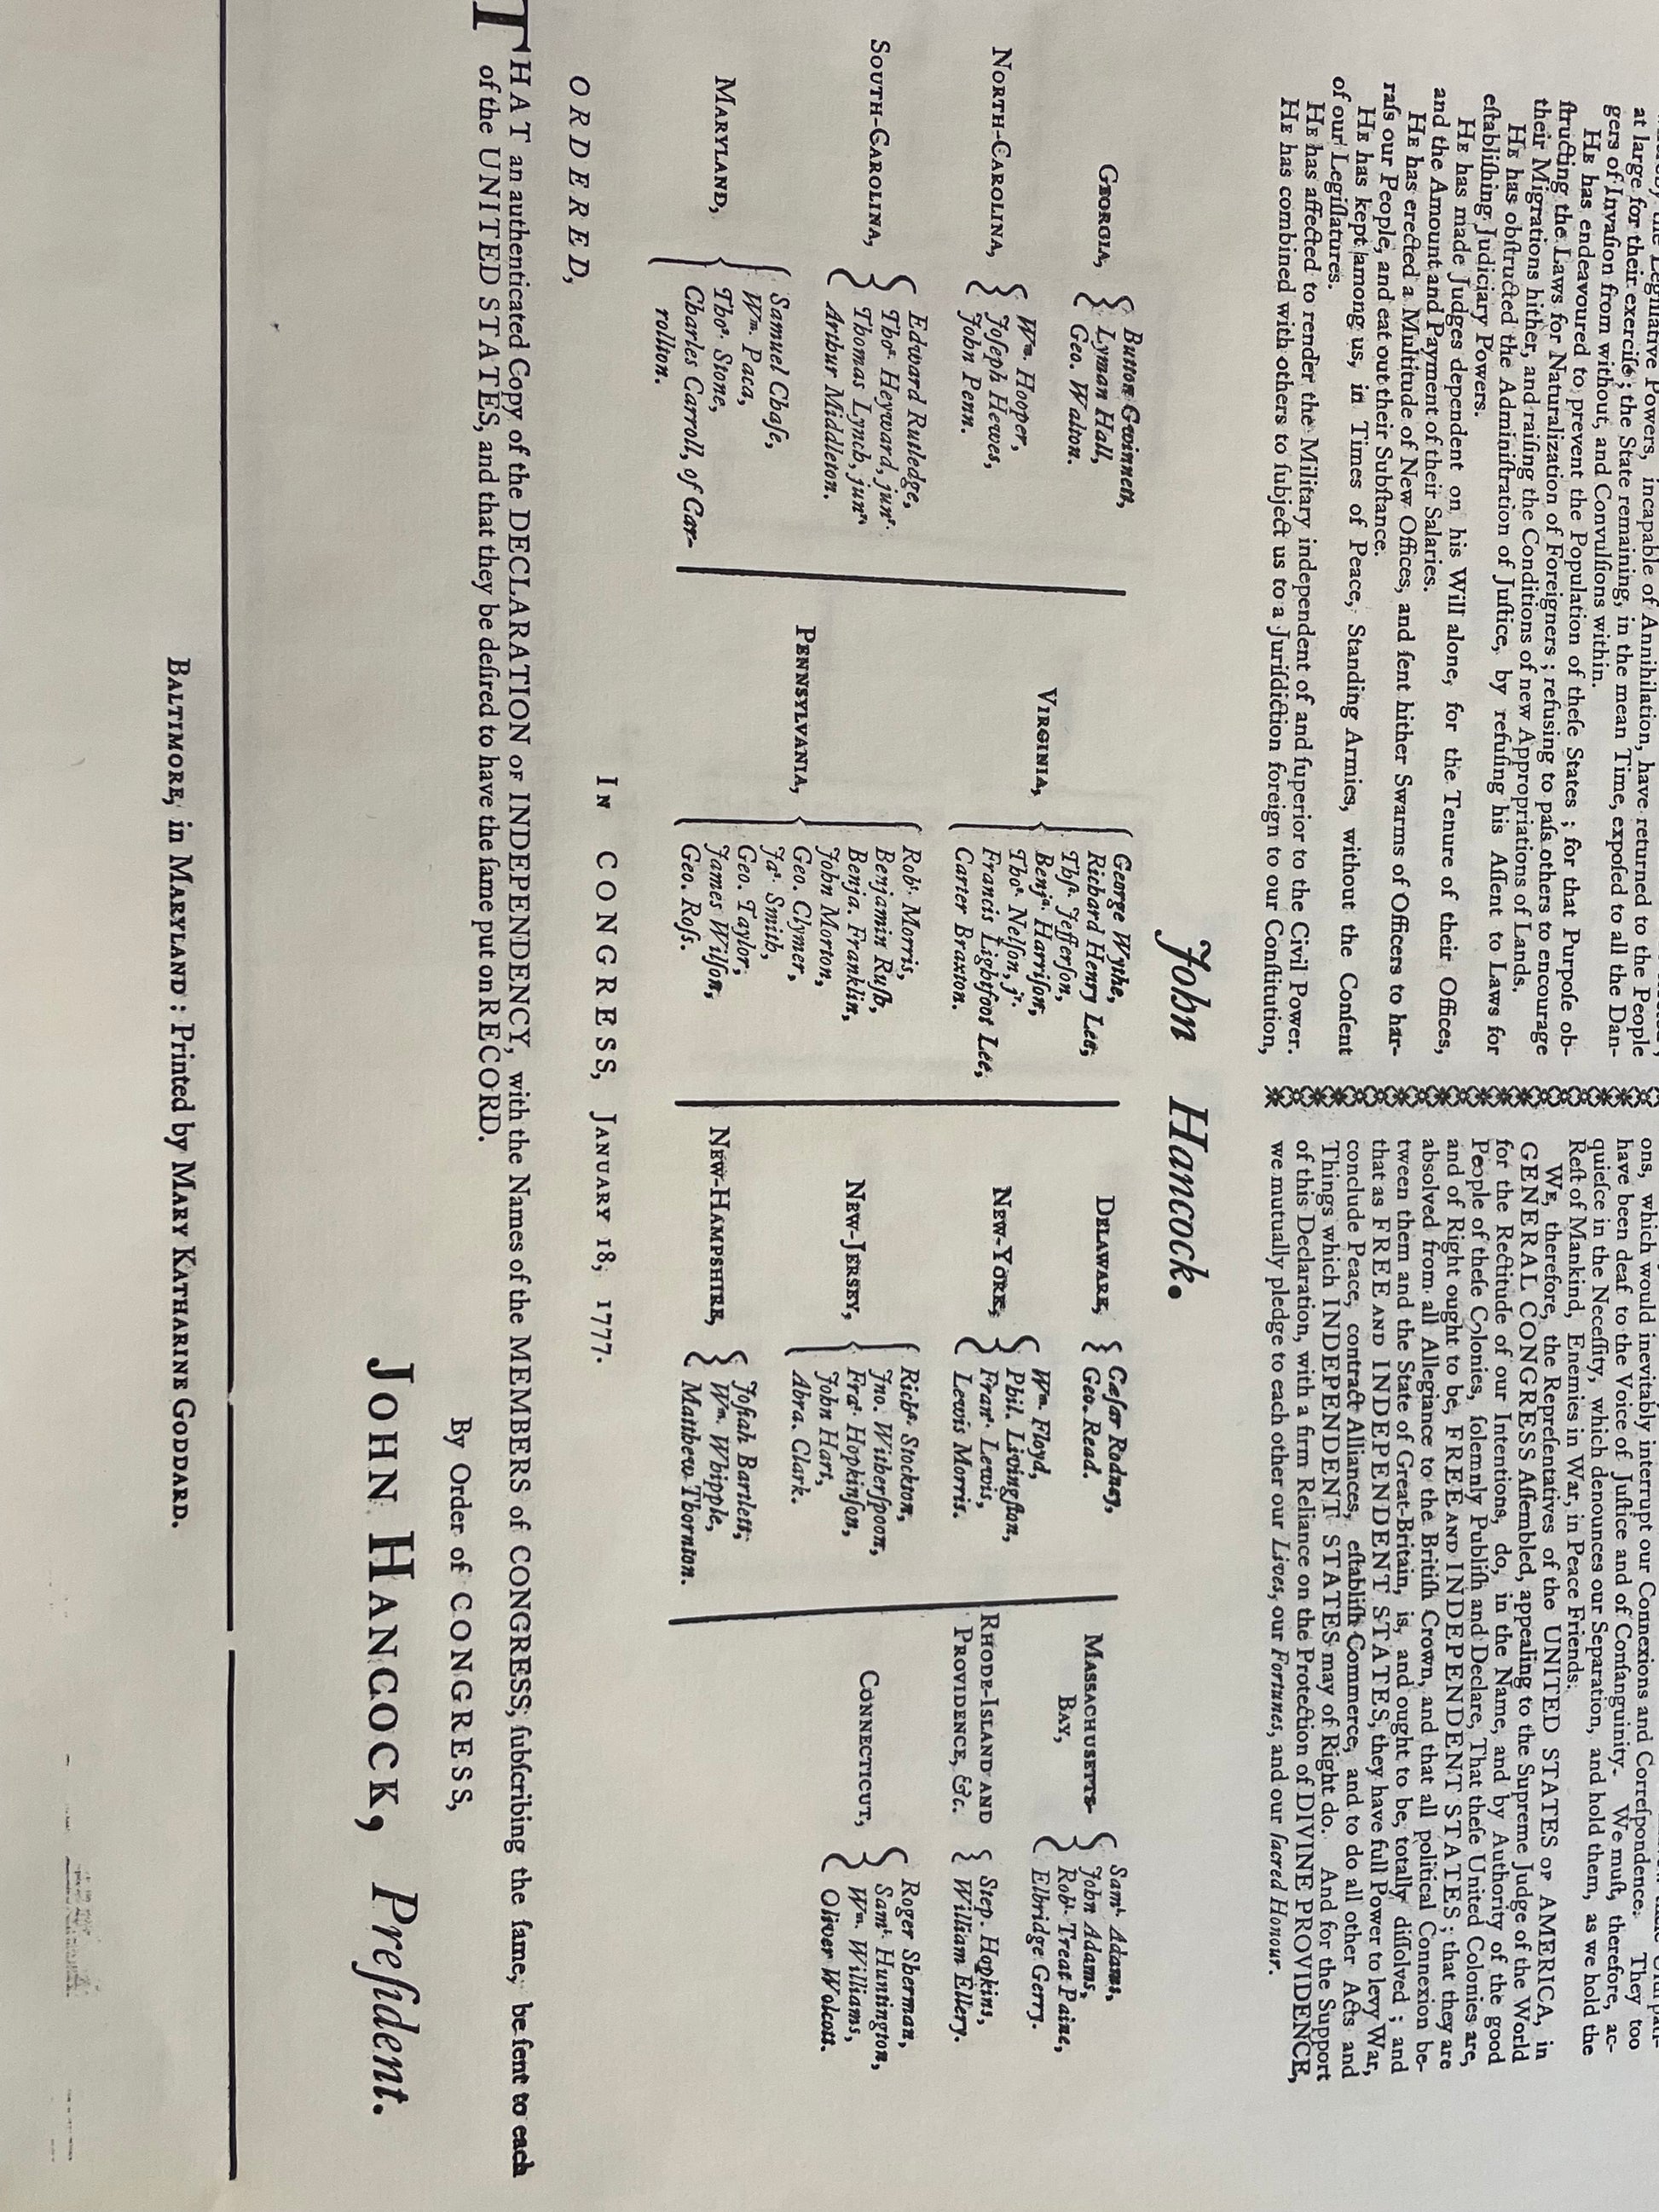 the Legislative Powers, incapable of Annihilation, have returned to the People
at large for their exerciſe; the State remaining, in the mean Time, expoſed to all the Dan-
gers of Invaſion from without, and Convulſions within.
HE has endeavoured to prevent the Population of theſe States; for that Purpoſe ob-
ſtructing the Laws for Naturalization of Foreigners; refuſing to paſs others to encourage
their Migrations hither, and raiſing the Conditions of new Appropriations of Lands.
HE has obſtructed the Adminiſtration of Juſtice, by refuſing his Aſſent to Laws for
eſtabliſhing Judiciary Powers.
HE has made Judges dependent on his Will alone, for the Tenure of their Offices,
and the Amount and Payment of their Salaries.
HE has erected a Multitude of New Offices, and ſent hither Swarms of Officers to har-
raſs our People, and eat out their Subſtance.
HE has kept among us, in Times of Peace, Standing Armies, without the Conſent
of our Legiſlatures.
HE has affected to render the Military independent of and ſuperior to the Civil Power.
HE has combined with others to ſubject us to a Juriſdiction foreign to our Conſtitution,
ons, which would inevitably interrupt our Connexions and Correſpondence. They too
have been deaf to the Voice of Juſtice and of Conſanguinity. We muſt, therefore, ac-
quieſce in the Neceſſity, which denounces our Separation, and hold them, as we hold the
Reſt of Mankind, Enemies in War, in Peace Friends.
WE, therefore, the Repreſentatives of the UNITED STATES OF AMERICA, in
GENERAL CONGRESS Aſſembled, appealing to the Supreme Judge of the World
for the Rectitude of our Intentions, do, in the Name, and by Authority of the good
People of theſe Colonies, ſolemnly Publiſh and Declare, That theſe United Colonies are,
and of Right ought to be, FREE AND INDEPENDENT STATES; that they are
abſolved from all Allegiance to the Britiſh Crown, and that all political Connexion be-
tween them and the State of Great-Britain, is, and ought to be, totally diſſolved; and
that as FREE AND INDEPENDENT STATES, they have full Power to levy War,
conclude Peace, contract Alliances, eſtabliſh Commerce, and to do all other Acts and
Things which INDEPENDENT STATES may of Right do. And for the Support
of this Declaration, with a firm Reliance on the Protection of DIVINE PROVIDENCE,
we mutually pledge to each other our Lives, our Fortunes, and our ſacred Honour.
John Hancock.
GEORGIA,
Button Gwinnett,
Lyman Hall,
Geo. Walton.
NORTH-CAROLINA,
Wm. Hooper,
Joſeph Hewes,
John Penn.
SOUTH-CAROLINA,
Edward Rutledge,
Thos. Heyward, junr.
Thomas Lynch, junr.
Arthur Middleton.
MARYLAND,
Samuel Chaſe,
Wm. Paca,
Thos. Stone,
Charles Carroll, of Car-
rollton.
VIRGINIA,
George Wythe,
Richard Henry Lee,
Ths. Jefferſon,
Benja. Harriſon,
Thos. Nelſon, jr.
Francis Lightfoot Lee,
Carter Braxton.
PENNSYLVANIA,
Robt. Morris,
Benjamin Ruſh,
Benja. Franklin,
John Morton,
Geo. Clymer,
Jas. Smith,
Geo. Taylor,
James Wilſon,
Geo. Roſs.
DELAWARE,
Cæſar Rodney,
Geo. Read.
NEW-YORK,
Wm. Floyd,
Phil. Livingſton,
Frans. Lewis,
Lewis Morris.
NEW-JERSEY,
Richd. Stockton,
Jno. Witherſpoon,
Fras. Hopkinſon,
John Hart,
Abra. Clark.
NEW-HAMPSHIRE,
Joſiah Bartlett,
Wm. Whipple,
Matthew Thornton.
MASSACHUSETTS-
BAY,
Saml. Adams,
John Adams,
Robt. Treat Paine,
Elbridge Gerry.
RHODE-ISLAND AND
PROVIDENCE, &c.
Step. Hopkins,
William Ellery.
CONNECTICUT,
Roger Sherman,
Saml. Huntington,
Wm. Williams,
Oliver Wolcott.
IN CONGRESS, JANUARY 18, 1777.
ORDERED,
THAT an authenticated Copy of the DECLARATION OF INDEPENDENCY, with the Names of the MEMBERS of CONGRESS, ſubſcribing the ſame, be ſent to each
of the UNITED STATES, and that they be deſired to have the ſame put on RECORD.
By Order of CONGRESS,
JOHN HANCOCK, Preſident.
BALTIMORE, in MARYLAND: Printed by MARY KATHARINE GODDARD.